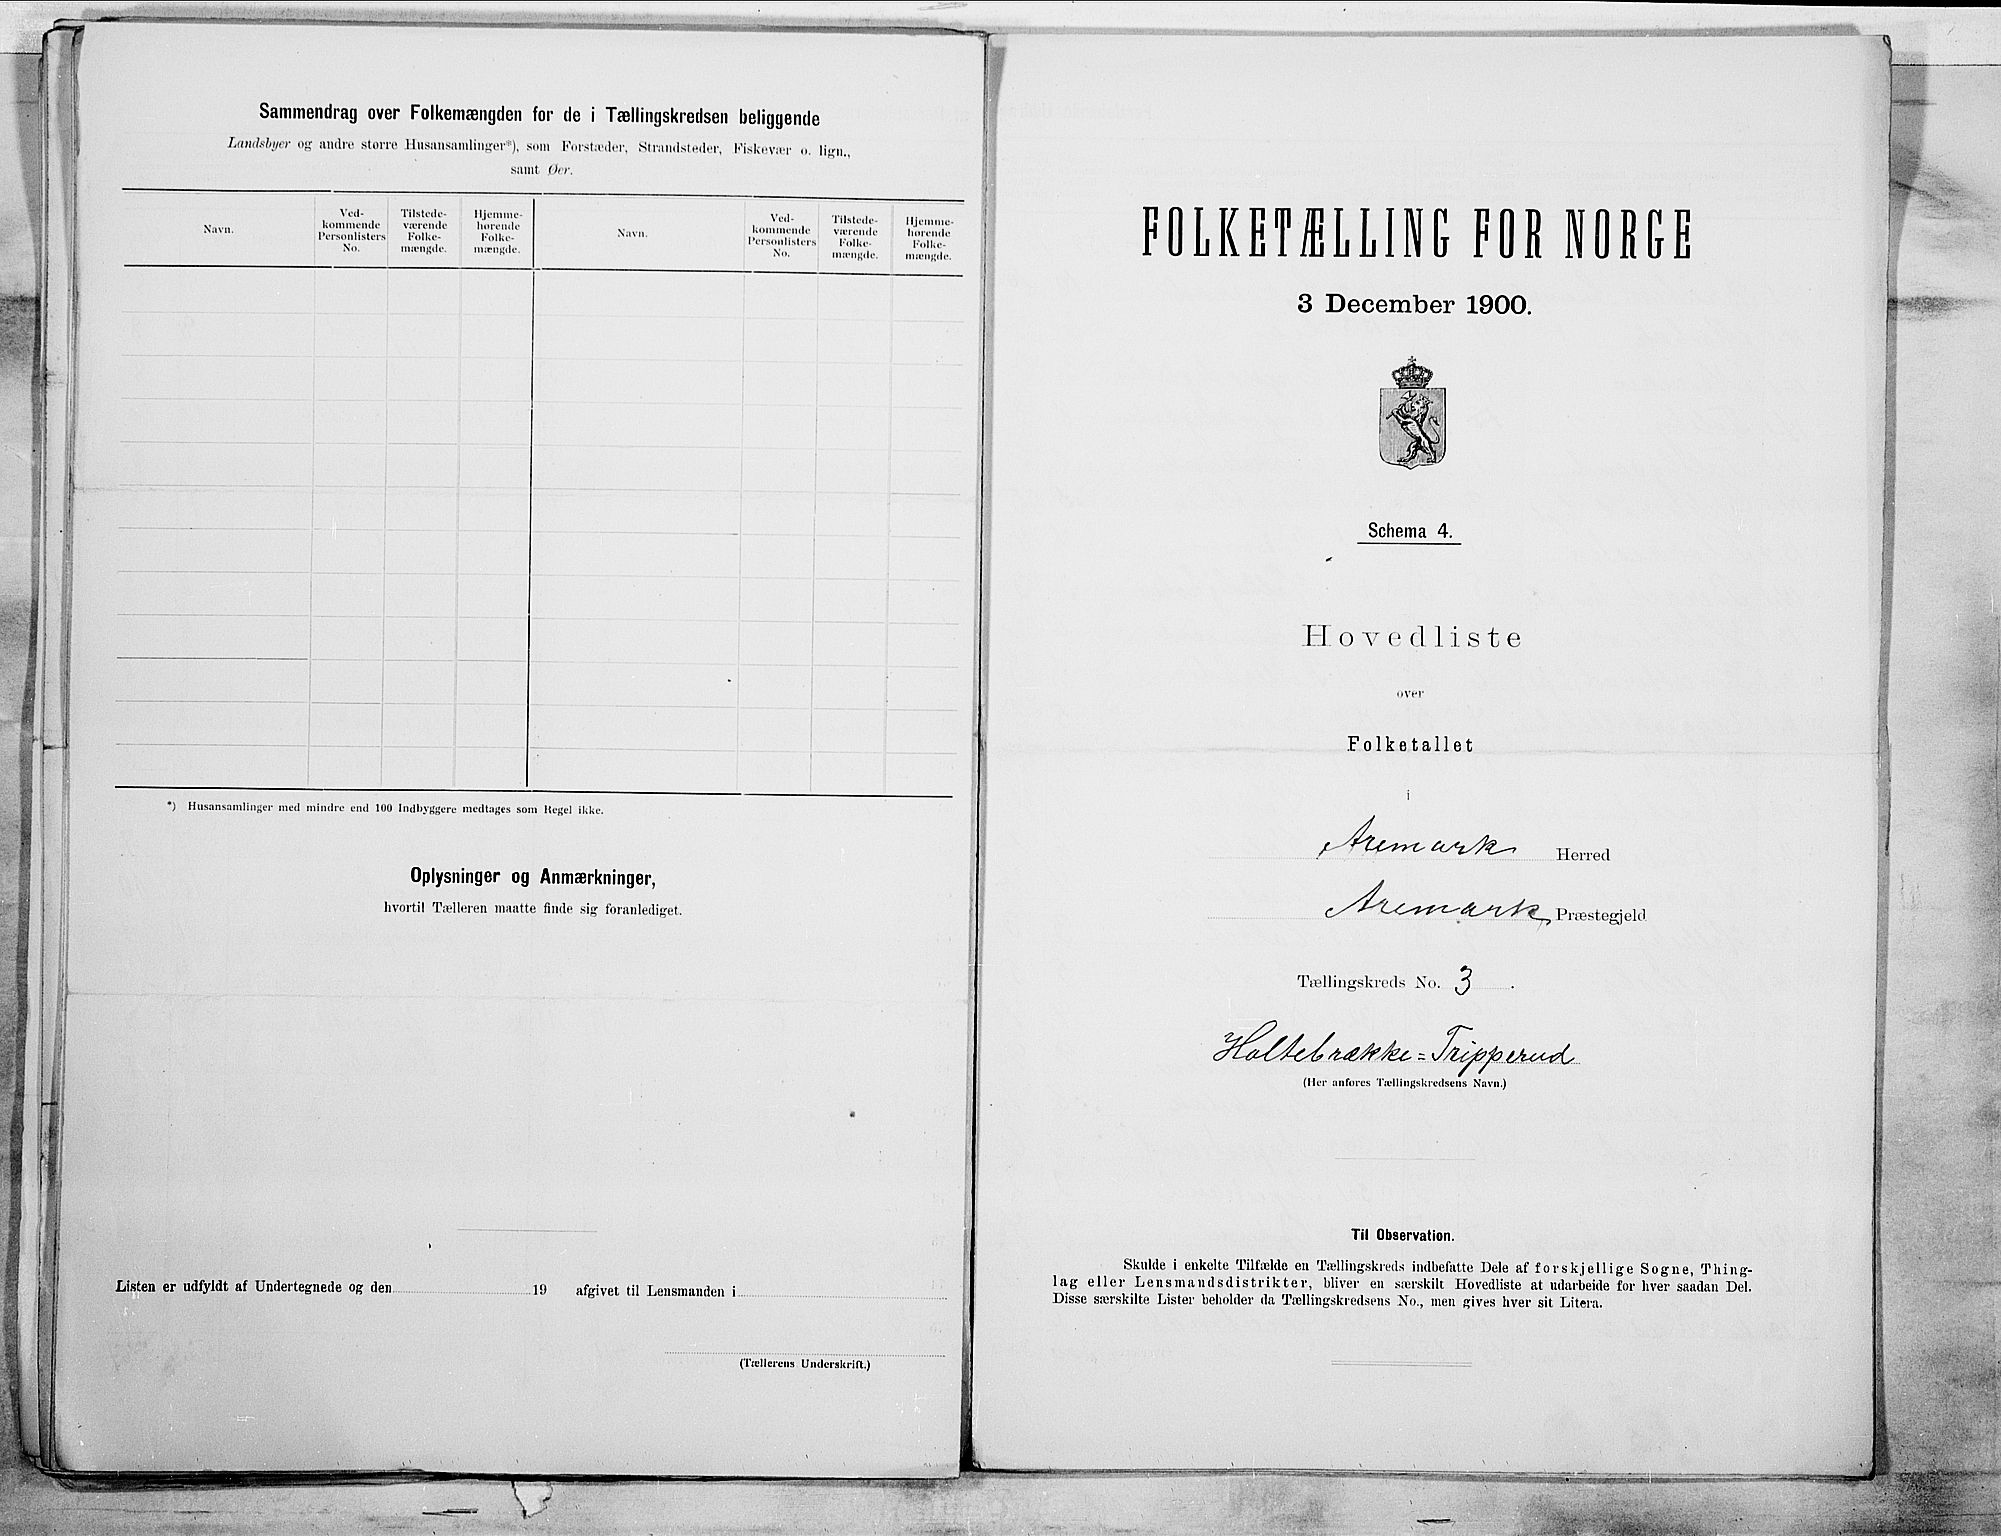 Sammendrag over Folkemængden for de i Tællingskredsen beliggende
Landsbyer og andre større Husansamlinger*), som Forstæder, Strandsteder, Fiskevær o. lign.,
samt Øer.
Navn.
Ved-
kommende
Personlisters
No.
Tilstede-
værende
Folke-
mængde.
Hjemme-
hørende
Folke-
mængde.
Navn.
Ved-
kommende
Personlisters
No.
Tilstede-
værende
Folke-
mængde.
Hjemme-
hørende
Folke-
mængde.
*) Husansamlinger med mindre end 100 Indbyggere medtages som Regel ikke.
Oplysninger og Anmærkninger,
hvortil Tælleren maatte finde sig foranlediget.
Listen er udfyldt af Undertegnede og den 19 afgivet til Lensmanden i
(Tællerens Underskrift.)
FOLKETÆLLING FOR NORGE
3 December 1900.
Schema 4.
Hovedliste
over
Folketallet
i
Aremark Herred
Aremark Præstegjeld
Tællingskreds No. 3.
Holtebrække=Tripperud
(Her anføres Tællingskredsens Navn.)
Til Observation.
Skulde i enkelte Tilfælde en Tællingskreds indbefatte Dele af forskjellige Sogne, Thing-
lag eller Lensmandsdistrikter, bliver en særskilt Hovedliste at udarbeide for hver saadan Del.
Disse særskilte Lister beholder da Tællingskredsens No., men gives hver sit Litera.